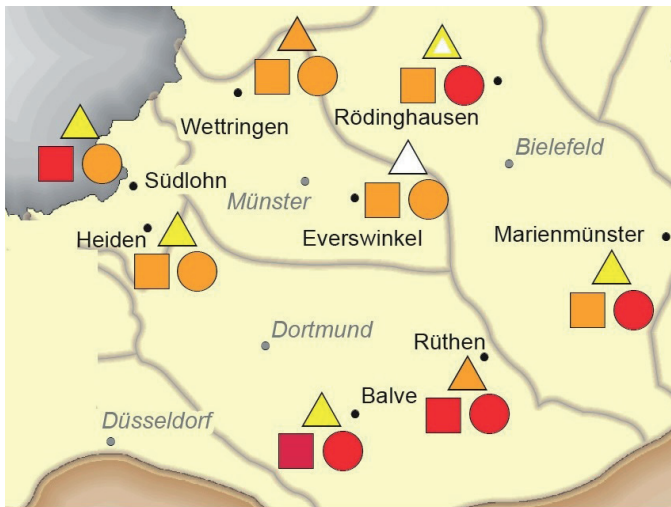 Wettringen
Rödinghausen
Bielefeld
Südlohn
Münster
Everswinkel
Heiden
Marienmünster
Dortmund
Rüthen
Balve
Düsseldorf